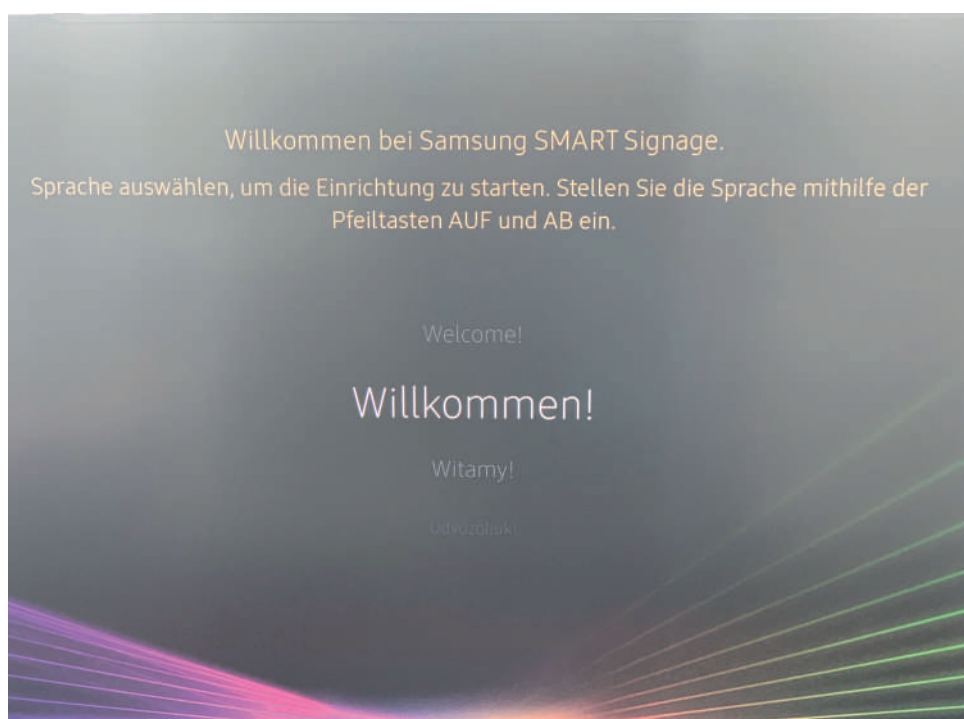 Willkommen bei Samsung SMART Signage.
Sprache auswählen, um die Einrichtung zu starten. Stellen Sie die Sprache mithilfe der
Pfeiltasten AUF und AB ein.
Welcome!
Willkommen!
Witamy!